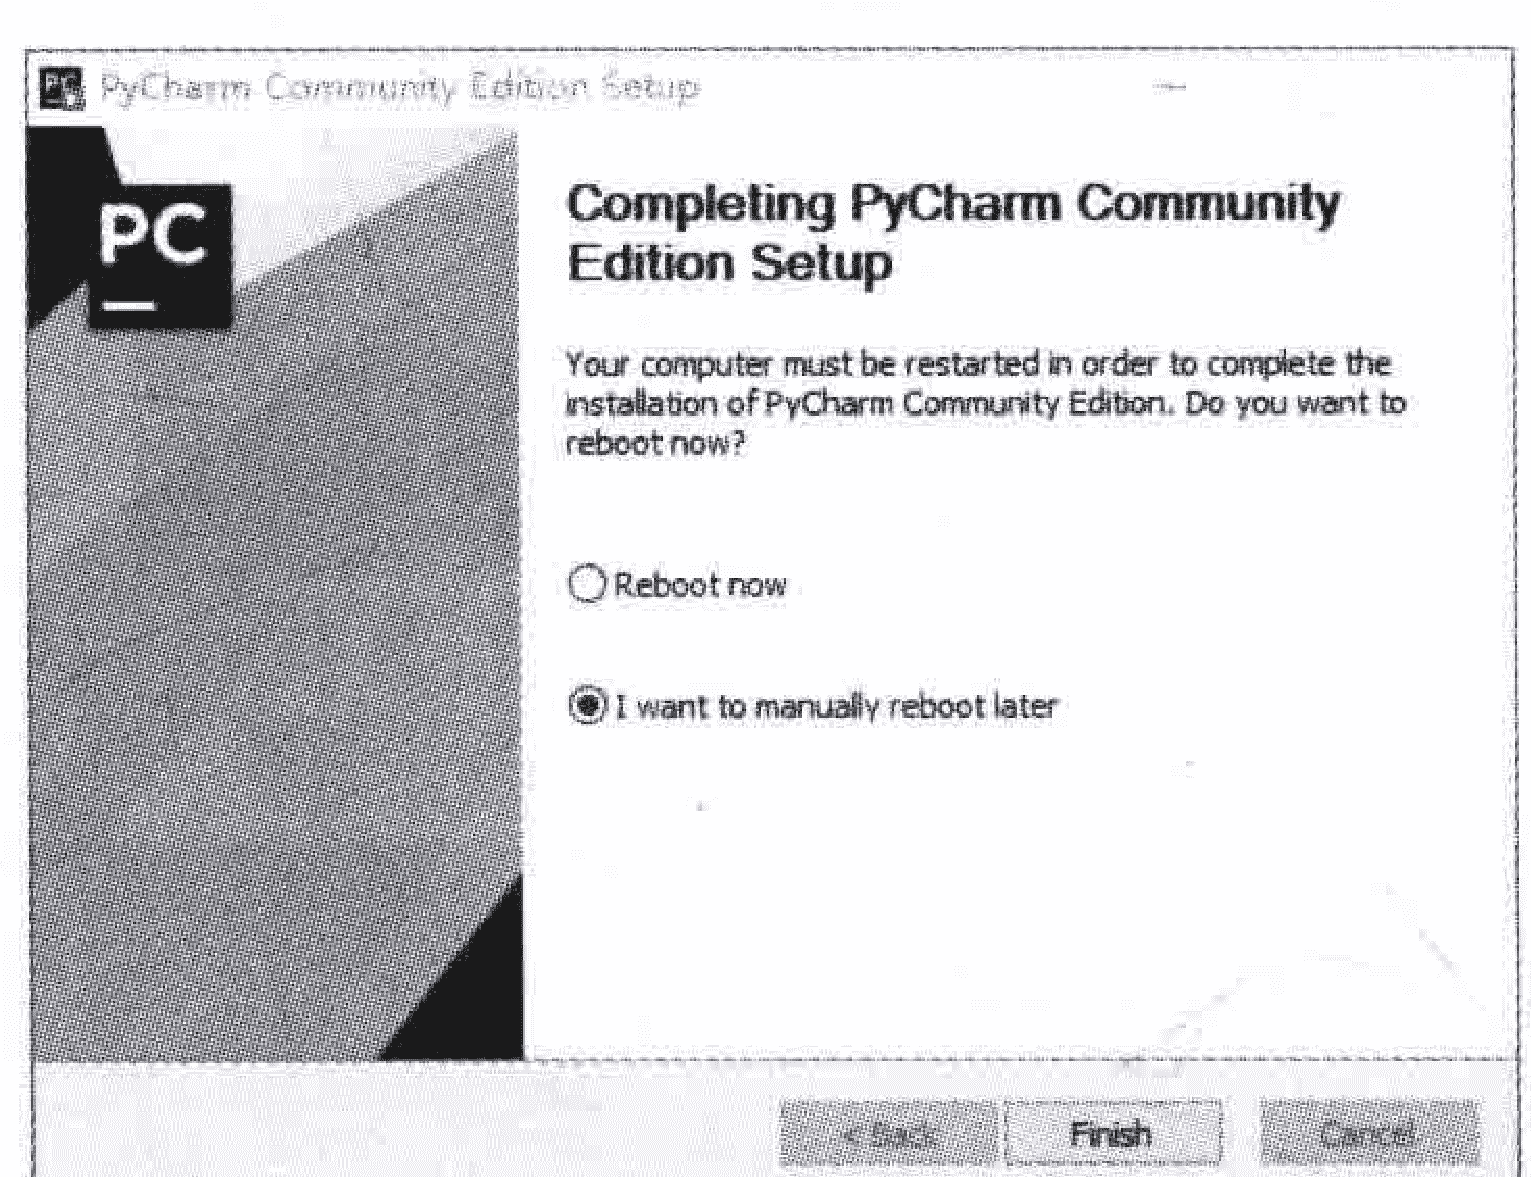 PyCharm Community Edition Setup
PC
Completing PyCharm Community
Edition Setup
Your computer must be restarted in order to complete the
installation of PyCharm Community Edition. Do you want to
reboot now?
Reboot now
I want to manually reboot later
< Back
Finish
Cancel